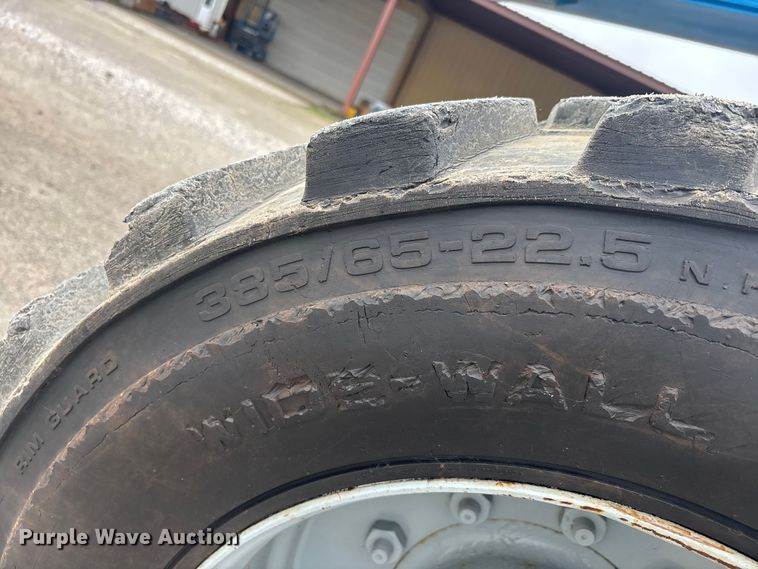 385/65-22.5
RIM GUARD
WIDE-WALL
Purple Wave Auction®